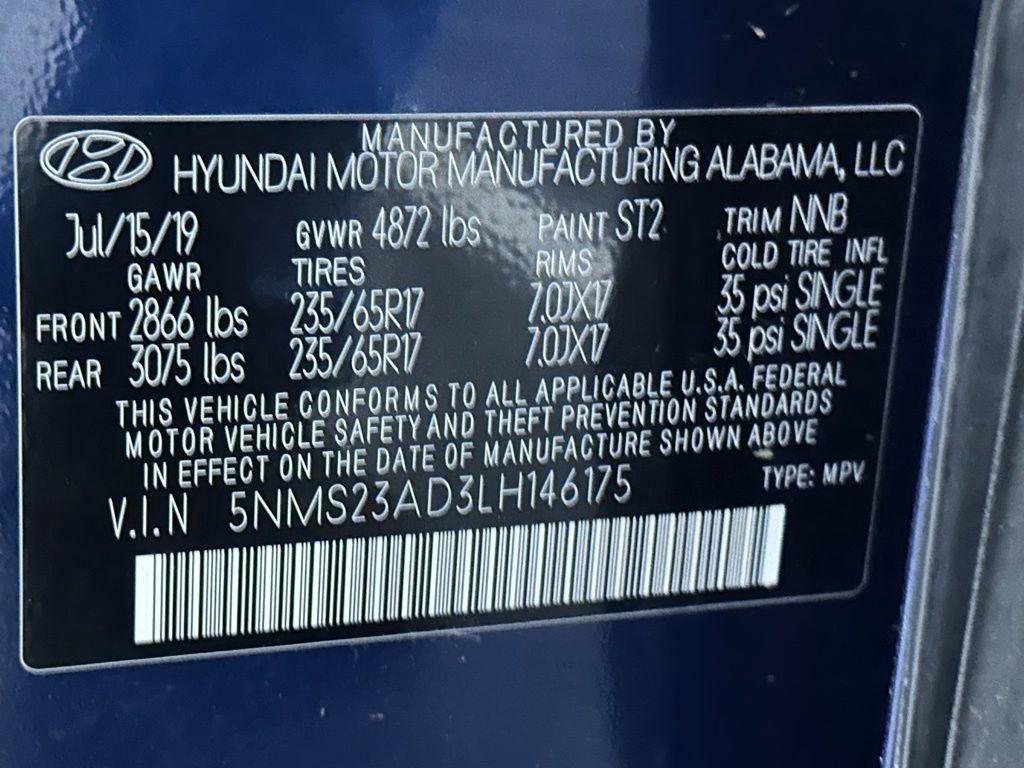 MANUFACTURED BY
HYUNDAI MOTOR MANUFACTURING ALABAMA, LLC
Jul/15/19 GVWR 4872 lbs PAINT ST2 TRIM NNB
GAWR TIRES RIMS COLD TIRE INFL
FRONT 2866 lbs 235/65R17 7.0JX17 35 psi SINGLE
REAR 3075 lbs 235/65R17 7.0JX17 35 psi SINGLE
THIS VEHICLE CONFORMS TO ALL APPLICABLE U.S.A. FEDERAL
MOTOR VEHICLE SAFETY AND THEFT PREVENTION STANDARDS
IN EFFECT ON THE DATE OF MANUFACTURE SHOWN ABOVE
V.I.N 5NMS23AD3LH146175 TYPE: MPV